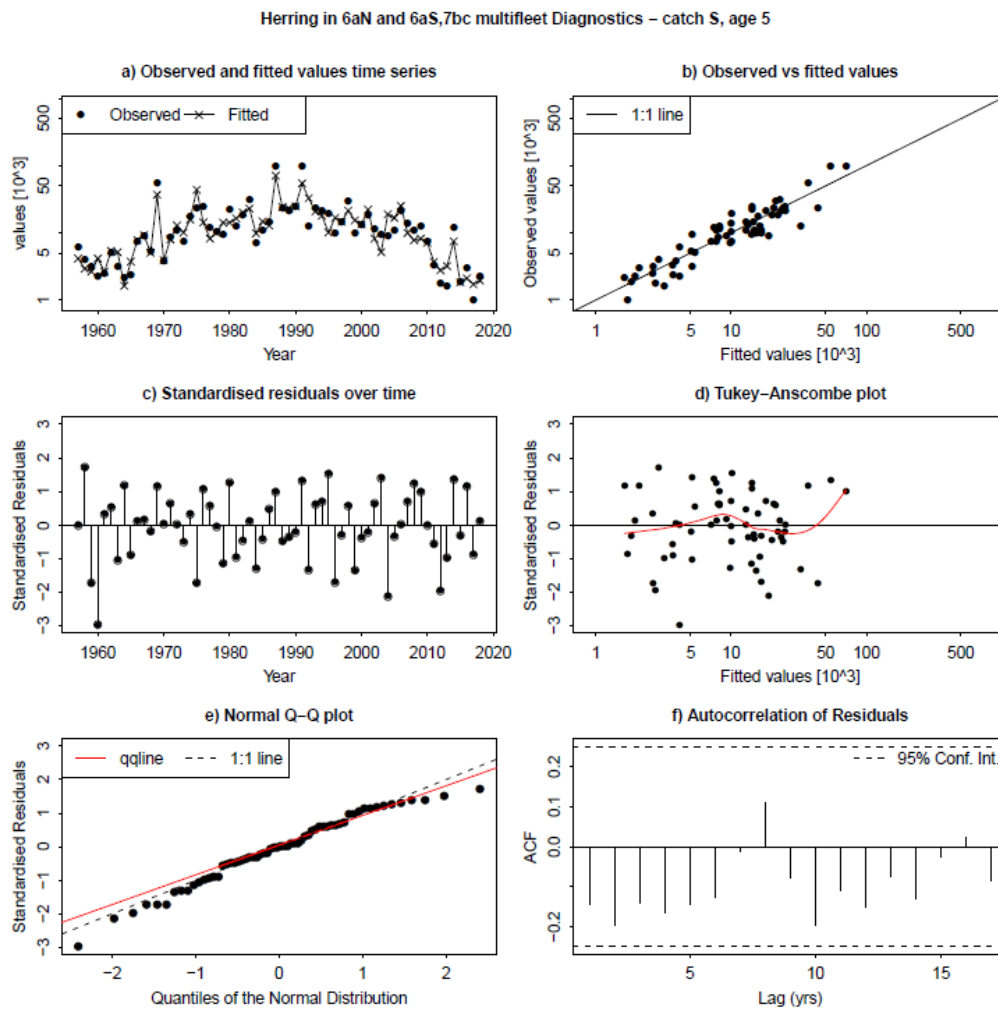 Herring in 6aN and 6aS,7bc multifleet Diagnostics – catch S, age 5
a) Observed and fitted values time series
values [10^3]
500
50
5
1
Observed
Fitted
1960 1970 1980 1990 2000 2010 2020
Year
b) Observed vs fitted values
Observed values [10^3]
500
50
5
1
1:1 line
1 5 10 50 100 500
Fitted values [10^3]
c) Standardised residuals over time
Standardised Residuals
3
2
1
0
−1
−2
−3
1960 1970 1980 1990 2000 2010 2020
Year
d) Tukey−Anscombe plot
Standardised Residuals
3
2
1
0
−1
−2
−3
1 5 10 50 100 500
Fitted values [10^3]
e) Normal Q−Q plot
Standardised Residuals
3
2
1
0
−1
−2
−3
qqline
1:1 line
−2 −1 0 1 2
Quantiles of the Normal Distribution
f) Autocorrelation of Residuals
ACF
0.2
0.1
0.0
−0.2
95% Conf. Int.
5 10 15
Lag (yrs)